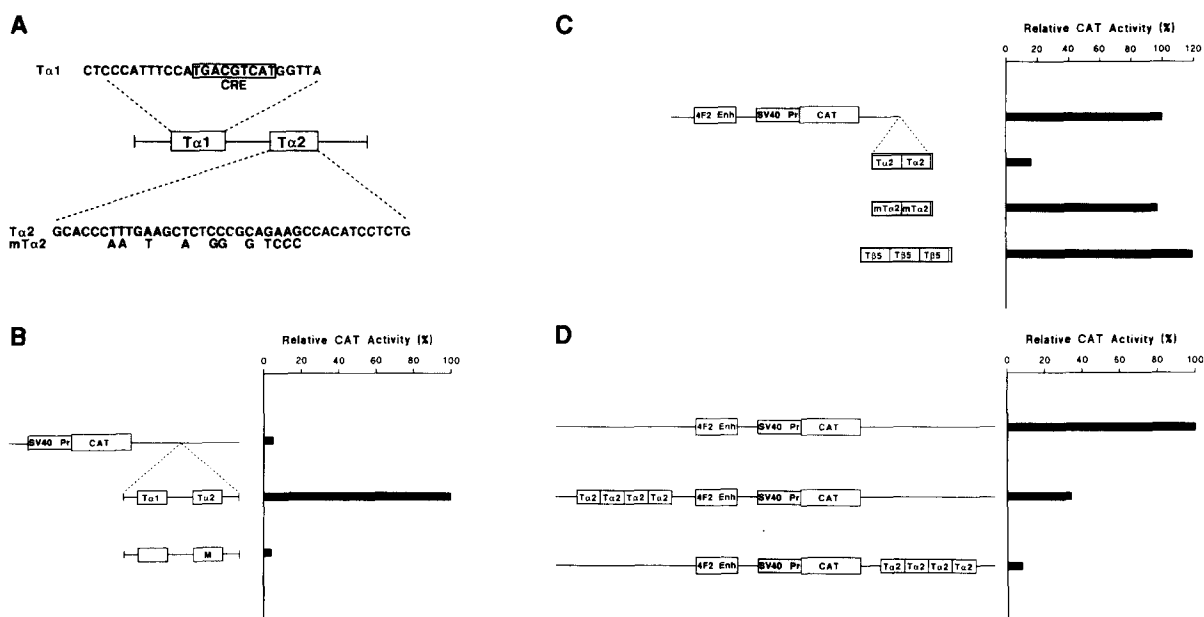 A
Tα1 CTCCCATTTCCATGACGTCATGGTTA
CRE
Tα1 Tα2
Tα2 GCACCCTTTGAAGCTCTCCCGCAGAAGCCACATCCTCTG
mTα2 AA T A GG G TCCC
B
Relative CAT Activity (%)
0 20 40 60 80 100
SV40 Pr CAT
Tα1 Tα2
M
C
Relative CAT Activity (%)
0 20 40 60 80 100 120
4F2 Enh SV40 Pr CAT
Tα2 Tα2
mTα2 mTα2
Tβ5 Tβ5 Tβ5
D
Relative CAT Activity (%)
0 20 40 60 80 100
4F2 Enh SV40 Pr CAT
Tα2 Tα2 Tα2 Tα2 4F2 Enh SV40 Pr CAT
4F2 Enh SV40 Pr CAT Tα2 Tα2 Tα2 Tα2